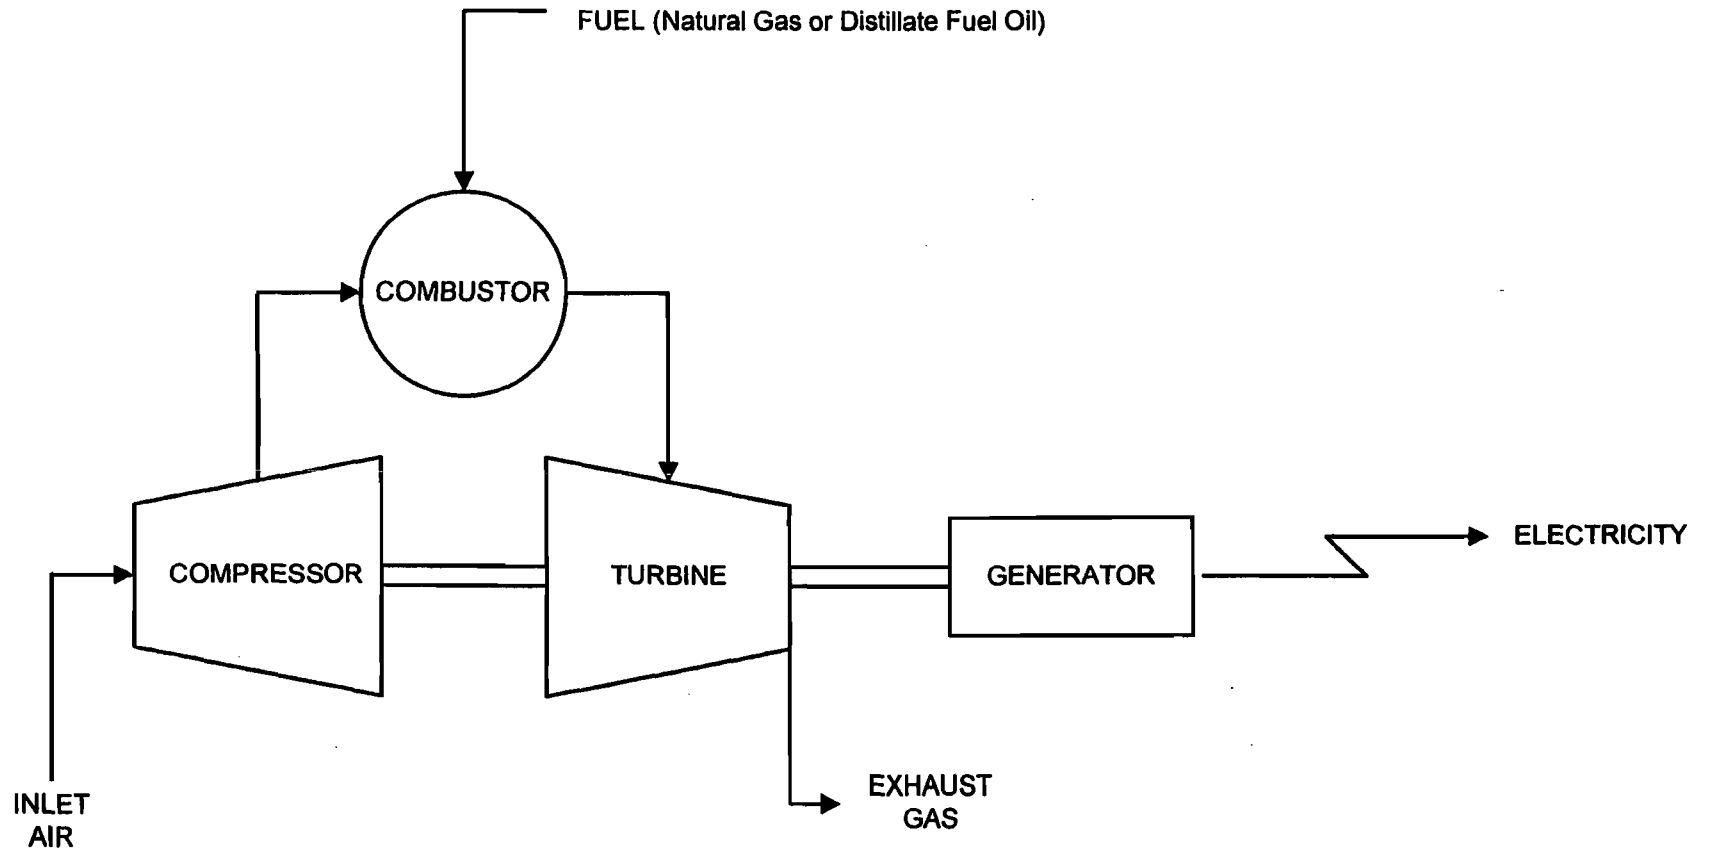 FUEL (Natural Gas or Distillate Fuel Oil)
COMBUSTOR
COMPRESSOR
TURBINE
GENERATOR
ELECTRICITY
INLET
AIR
EXHAUST
GAS